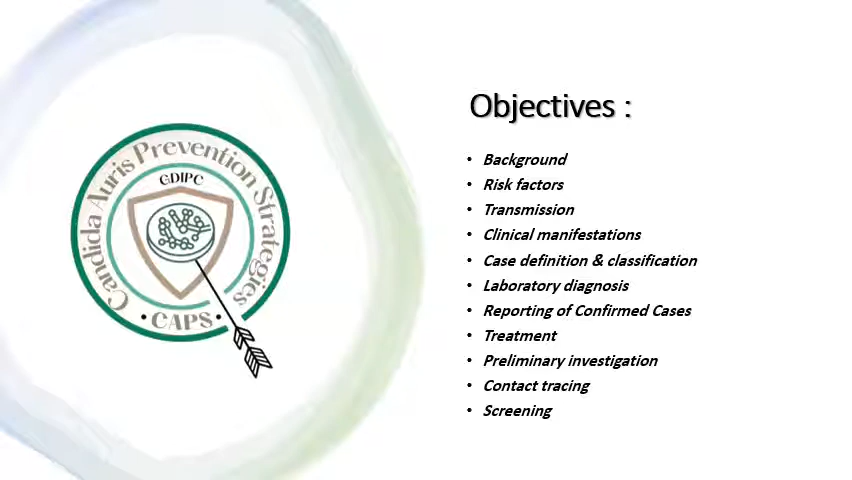 Candida Auris Prevention Strategies
GDIPC
• CAPS •
Objectives :
• Background
• Risk factors
• Transmission
• Clinical manifestations
• Case definition & classification
• Laboratory diagnosis
• Reporting of Confirmed Cases
• Treatment
• Preliminary investigation
• Contact tracing
• Screening